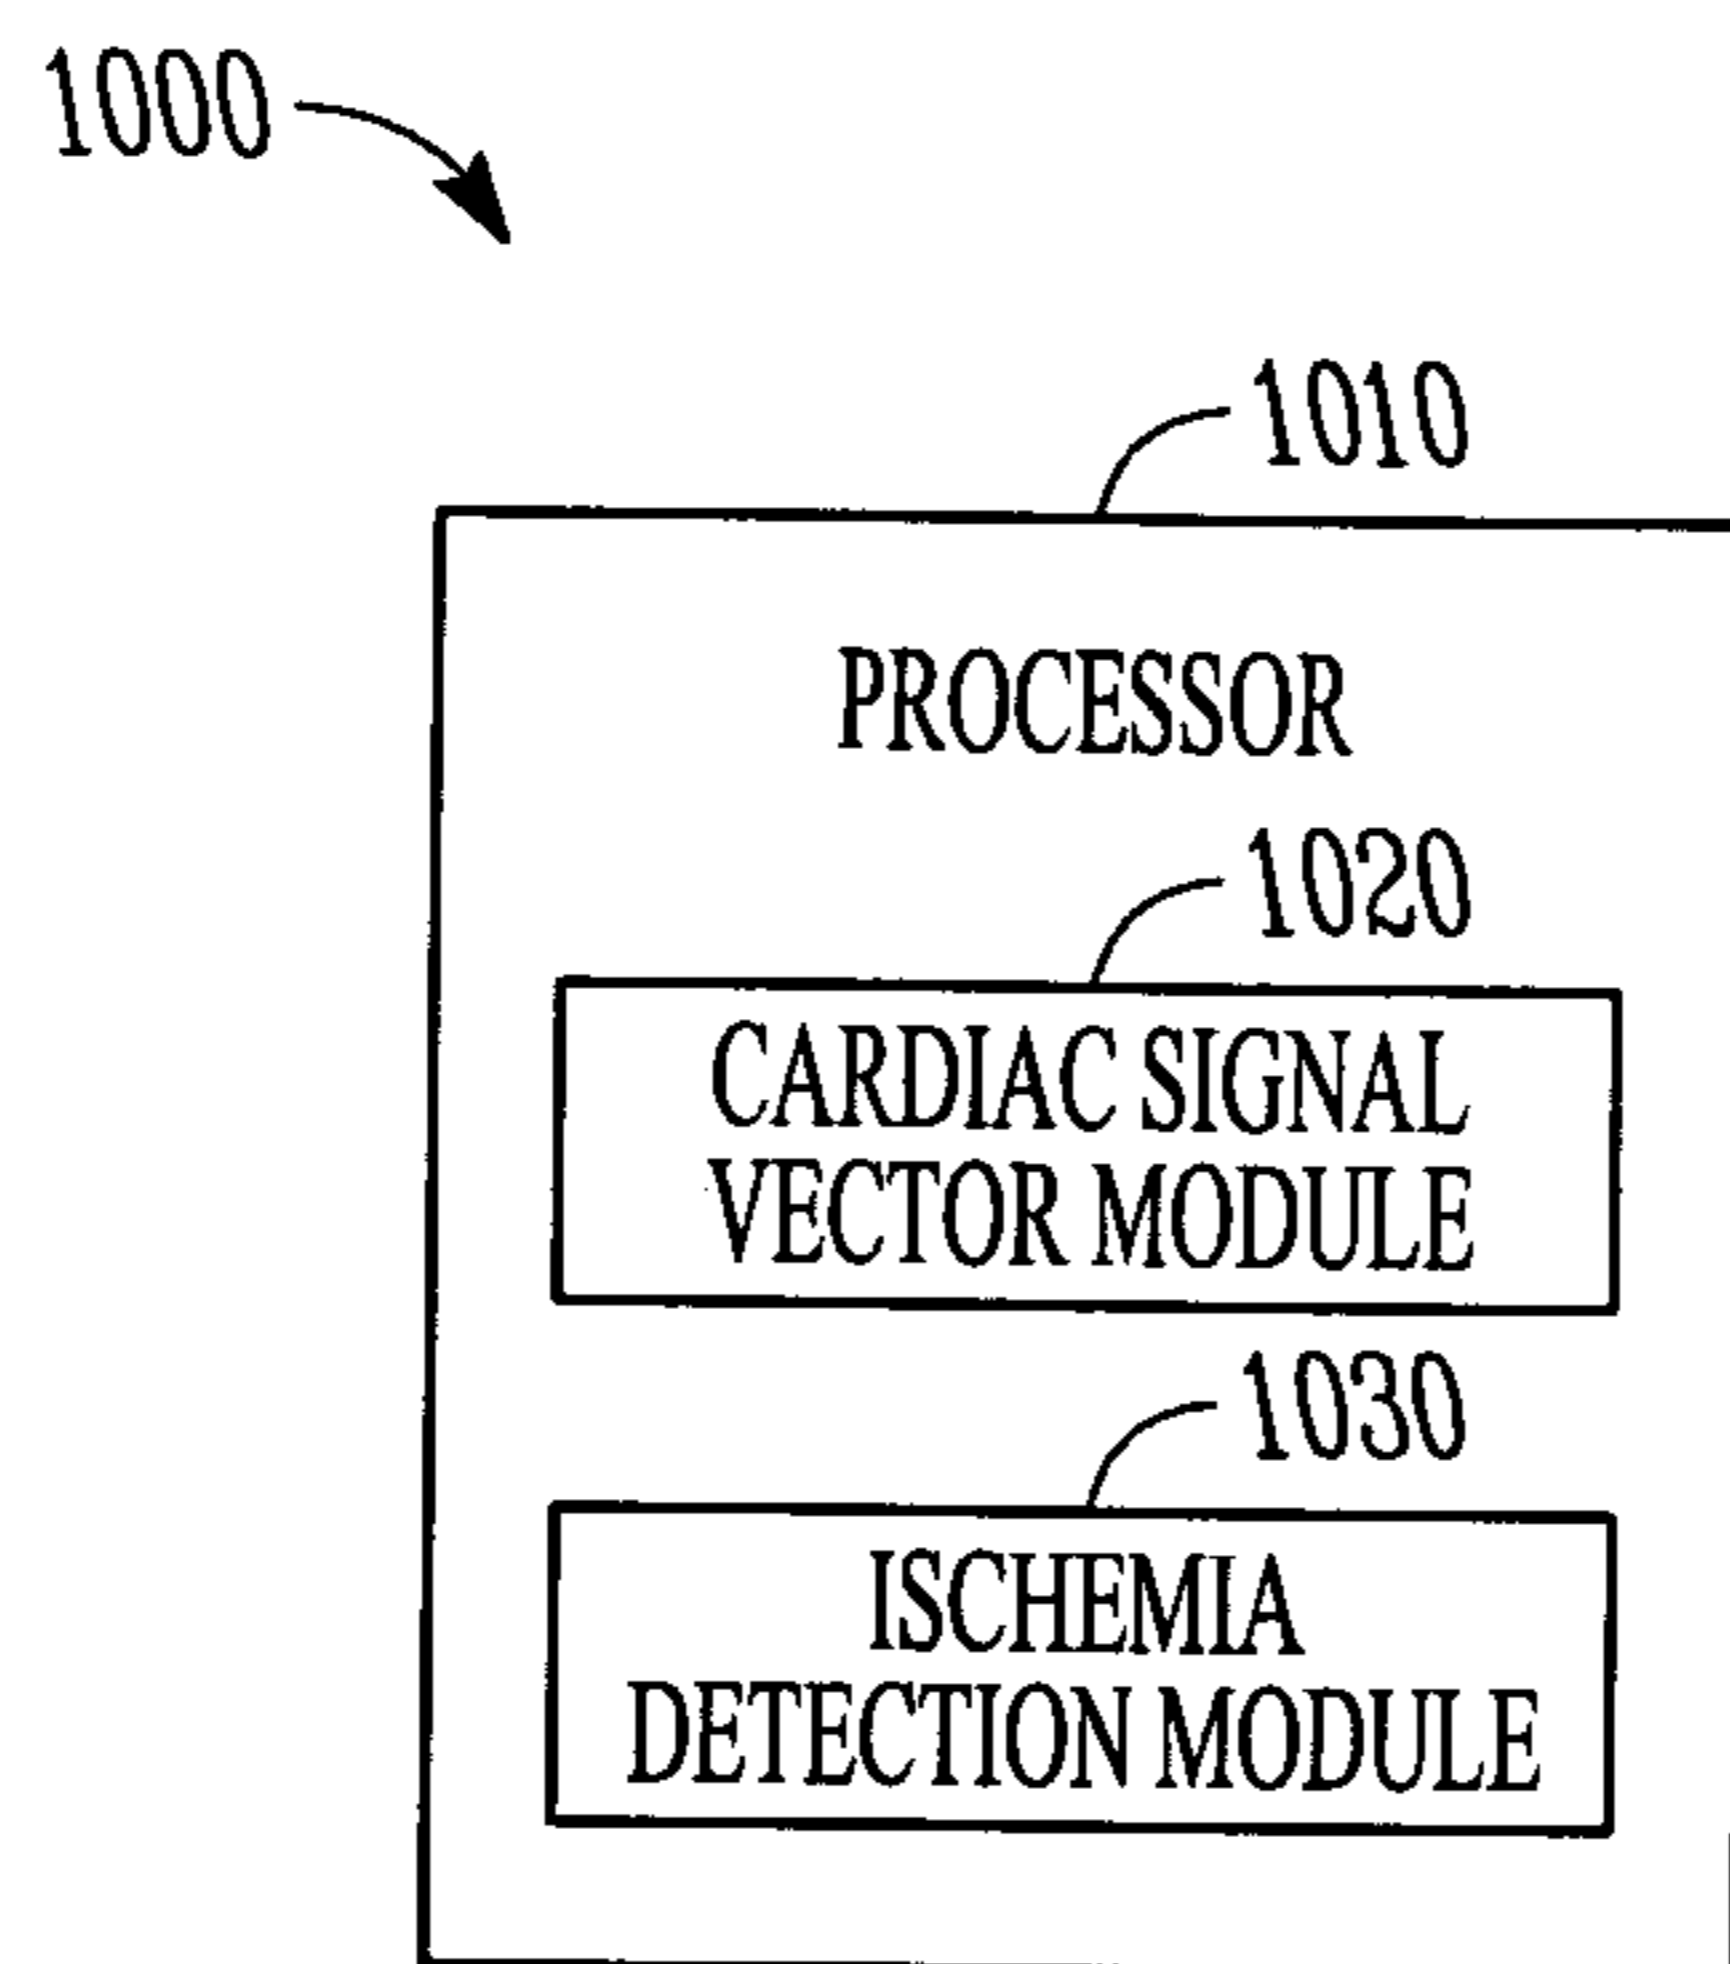 1000
1010
PROCESSOR
1020
CARDIAC SIGNAL
VECTOR MODULE
1030
ISCHEMIA
DETECTION MODULE